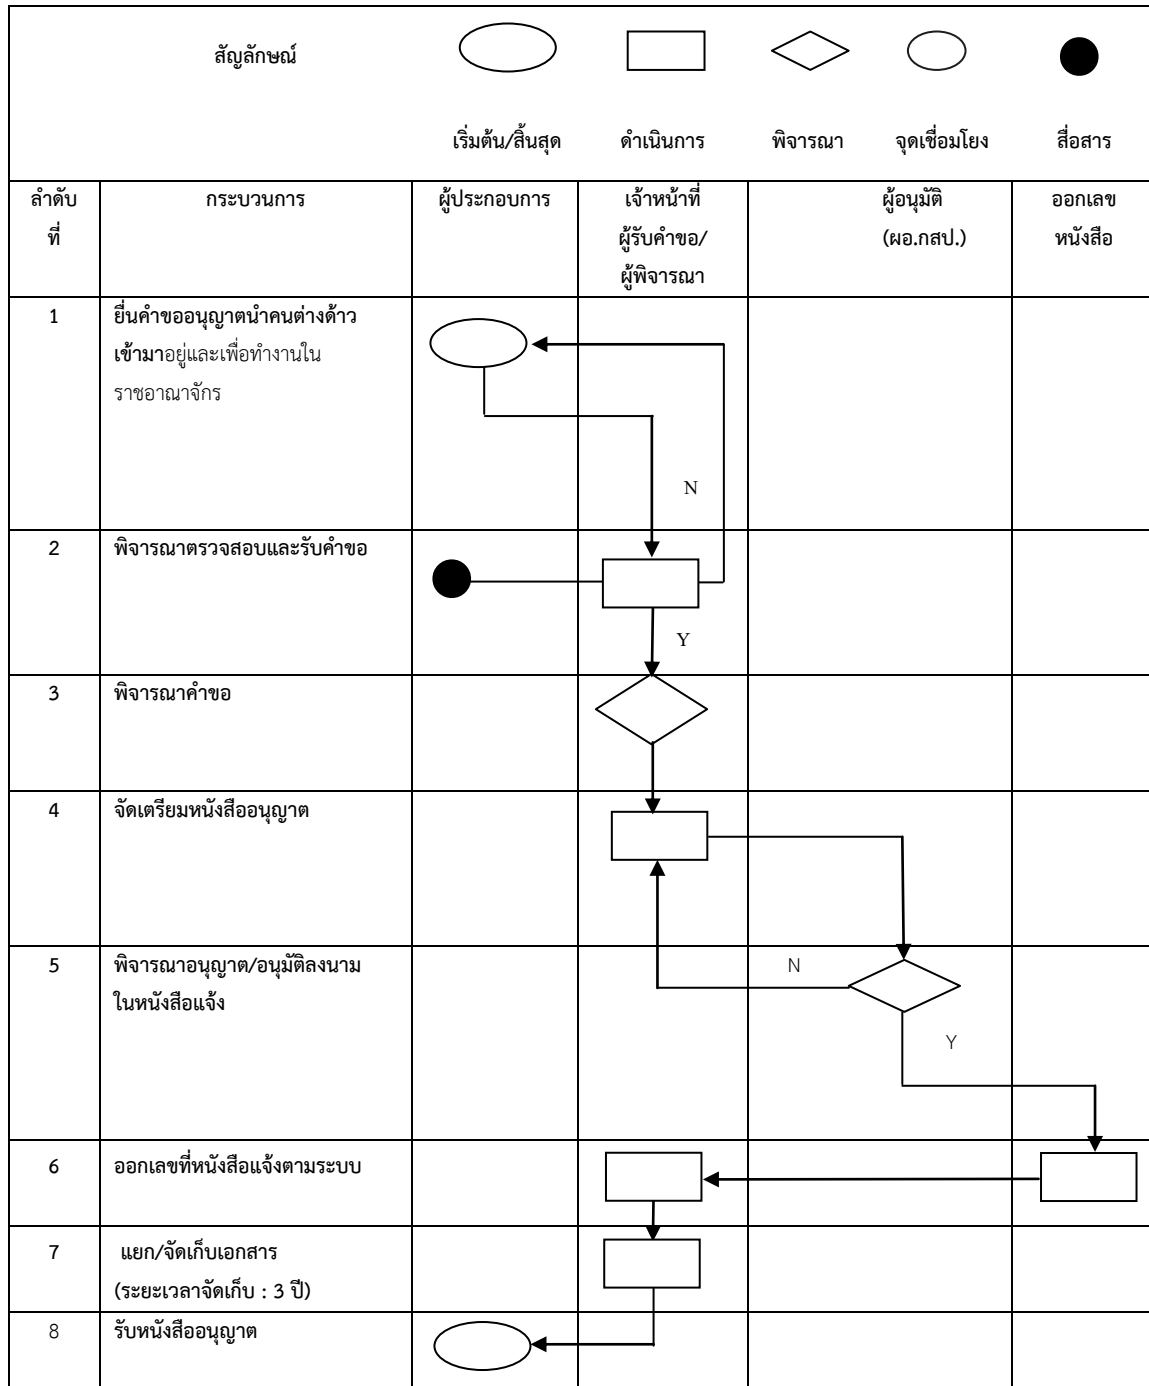 สัญลักษณ์
เริ่มต้น/สิ้นสุด ดำเนินการ พิจารณา จุดเชื่อมโยง สื่อสาร
ลำดับ
ที่
กระบวนการ
ผู้ประกอบการ
เจ้าหน้าที่
ผู้รับคำขอ/
ผู้พิจารณา
ผู้อนุมัติ
(ผอ.กสป.)
ออกเลข
หนังสือ
1
ยื่นคำขออนุญาตนำคนต่างด้าว
เข้ามาอยู่และเพื่อทำงานใน
ราชอาณาจักร
N
2 พิจารณาตรวจสอบและรับคำขอ
Y
3 พิจารณาคำขอ
4 จัดเตรียมหนังสืออนุญาต
5
พิจารณาอนุญาต/อนุมัติลงนาม
ในหนังสือแจ้ง
N
Y
6 ออกเลขที่หนังสือแจ้งตามระบบ
7
แยก/จัดเก็บเอกสาร
(ระยะเวลาจัดเก็บ : 3 ปี)
8 รับหนังสืออนุญาต